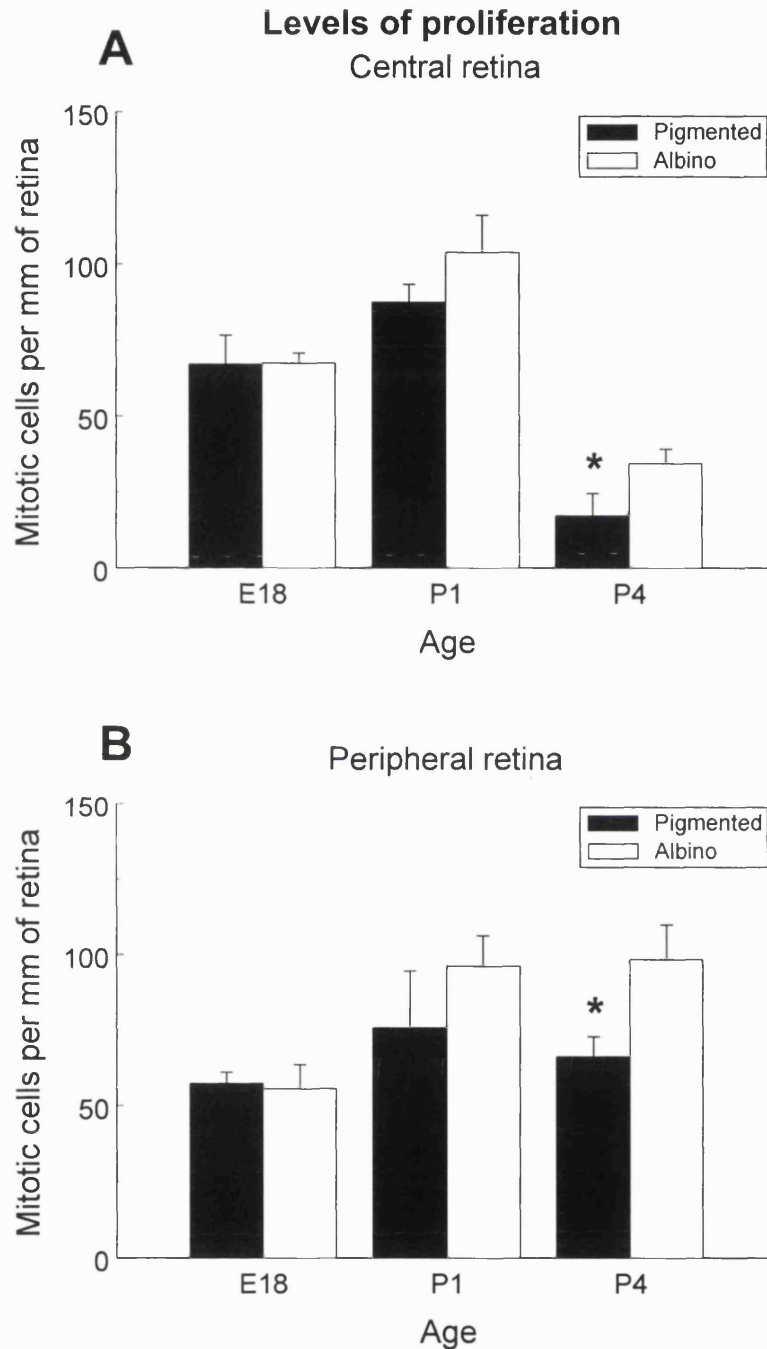 Levels of proliferation
A
Central retina
Mitotic cells per mm of retina
150
100
50
0
Pigmented
Albino
*
E18
P1
P4
Age
B
Peripheral retina
Mitotic cells per mm of retina
150
100
50
0
Pigmented
Albino
*
E18
P1
P4
Age